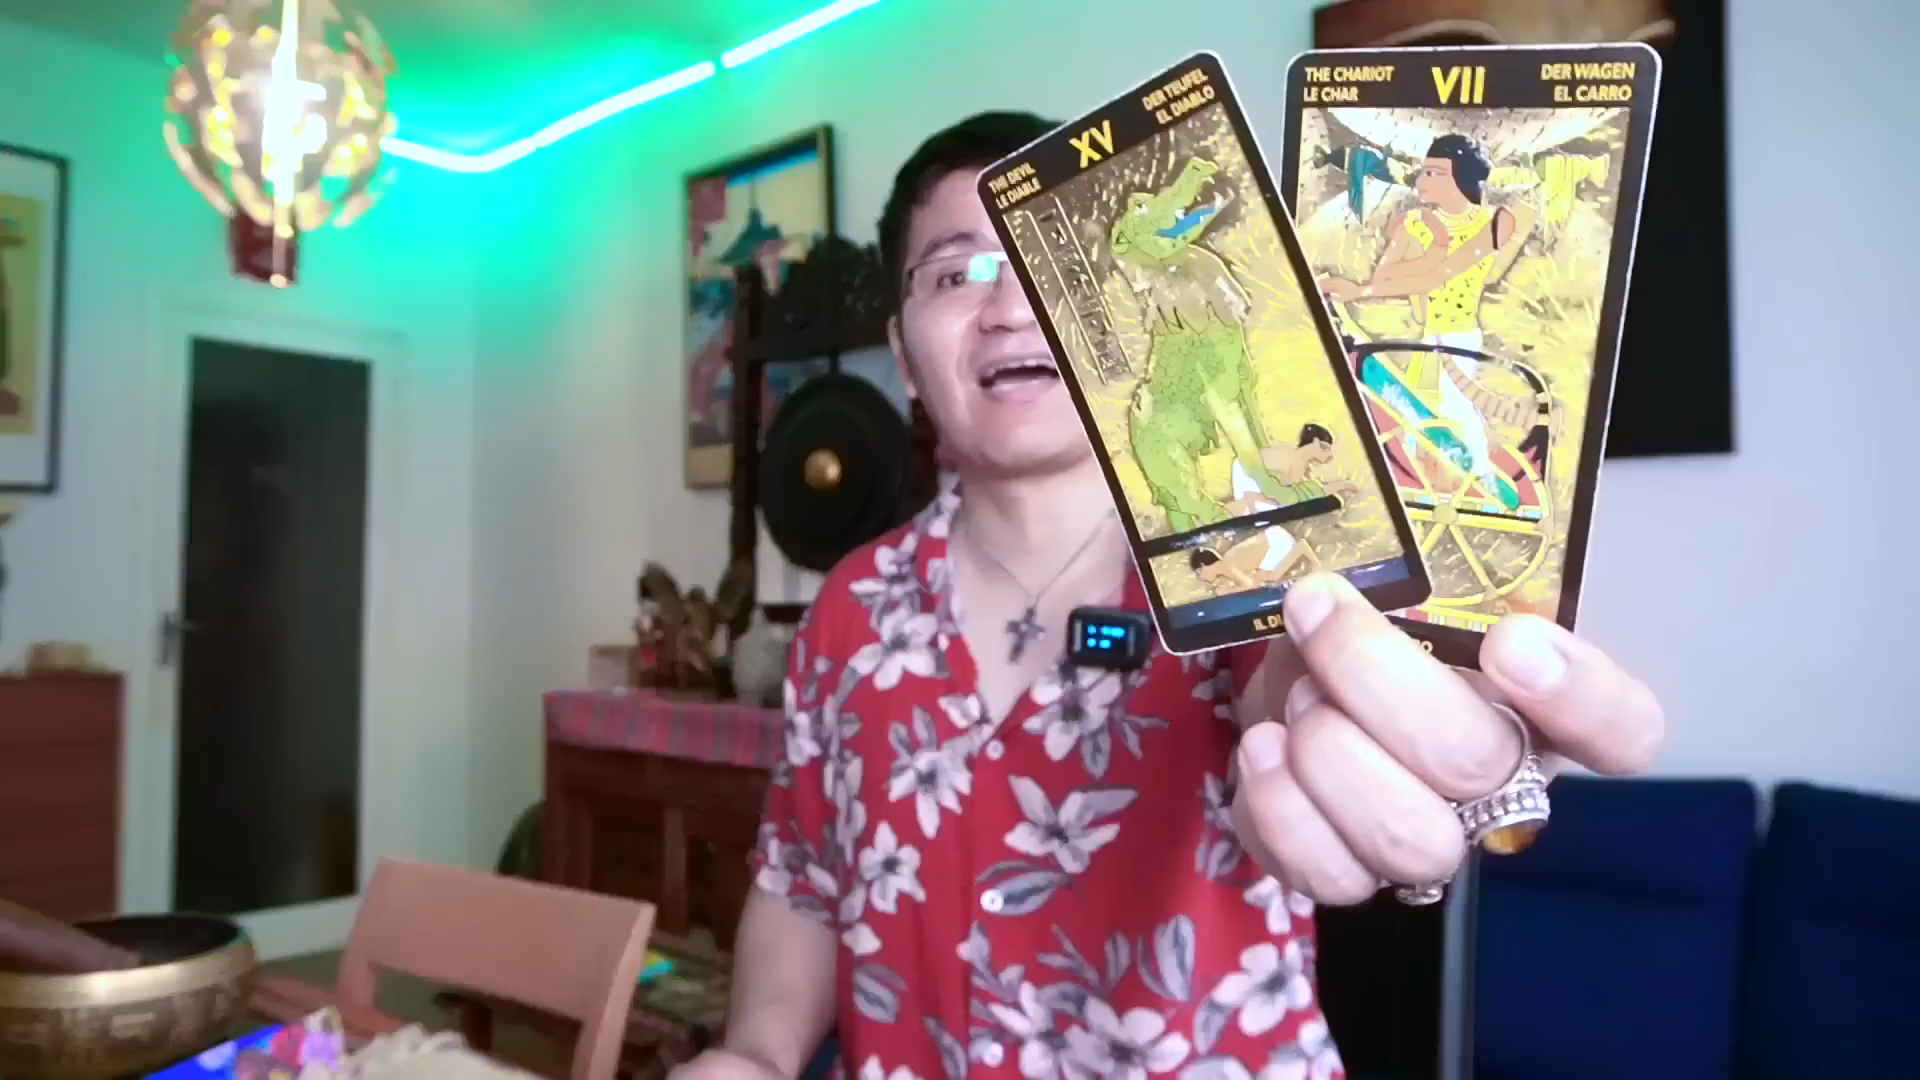 THE DEVIL
LE DIABLE
XV
DER TEUFEL
EL DIABLO
THE CHARIOT
LE CHAR
VII
DER WAGEN
EL CARRO